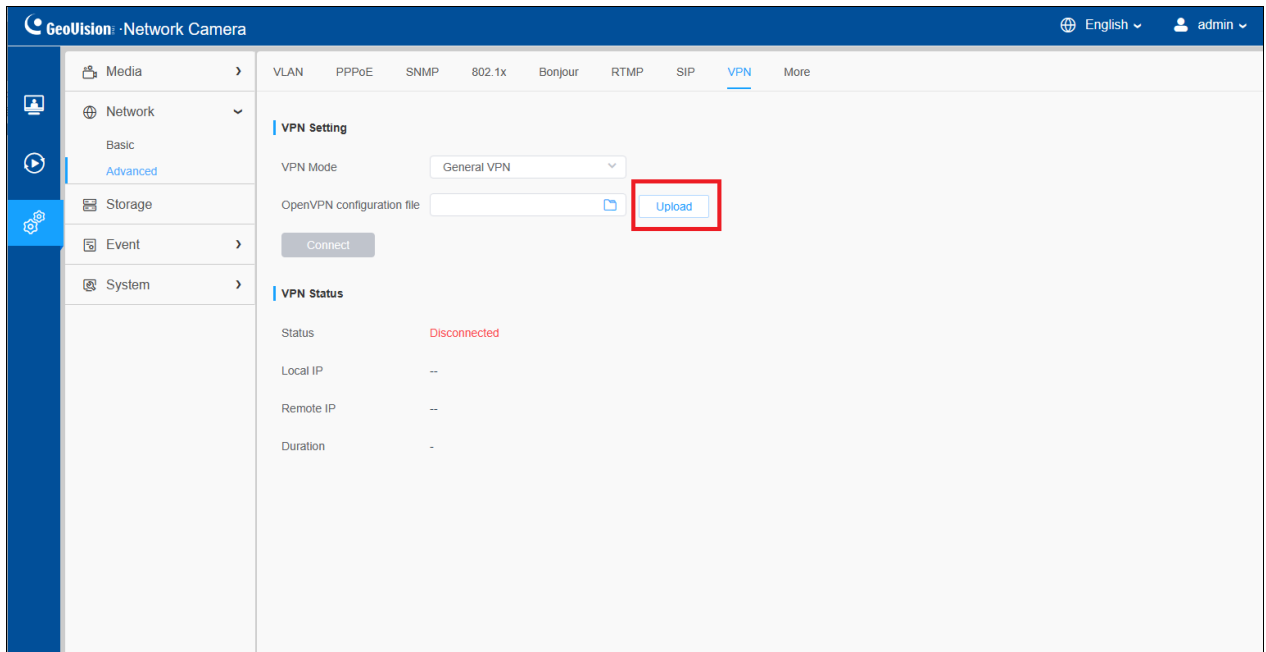 GeoVision: ·Network Camera
English
admin
Media
Network
Basic
Advanced
Storage
Event
System
VLAN PPPoE SNMP 802.1x Bonjour RTMP SIP VPN More
VPN Setting
VPN Mode General VPN
OpenVPN configuration file Upload
Connect
VPN Status
Status Disconnected
Local IP --
Remote IP --
Duration -